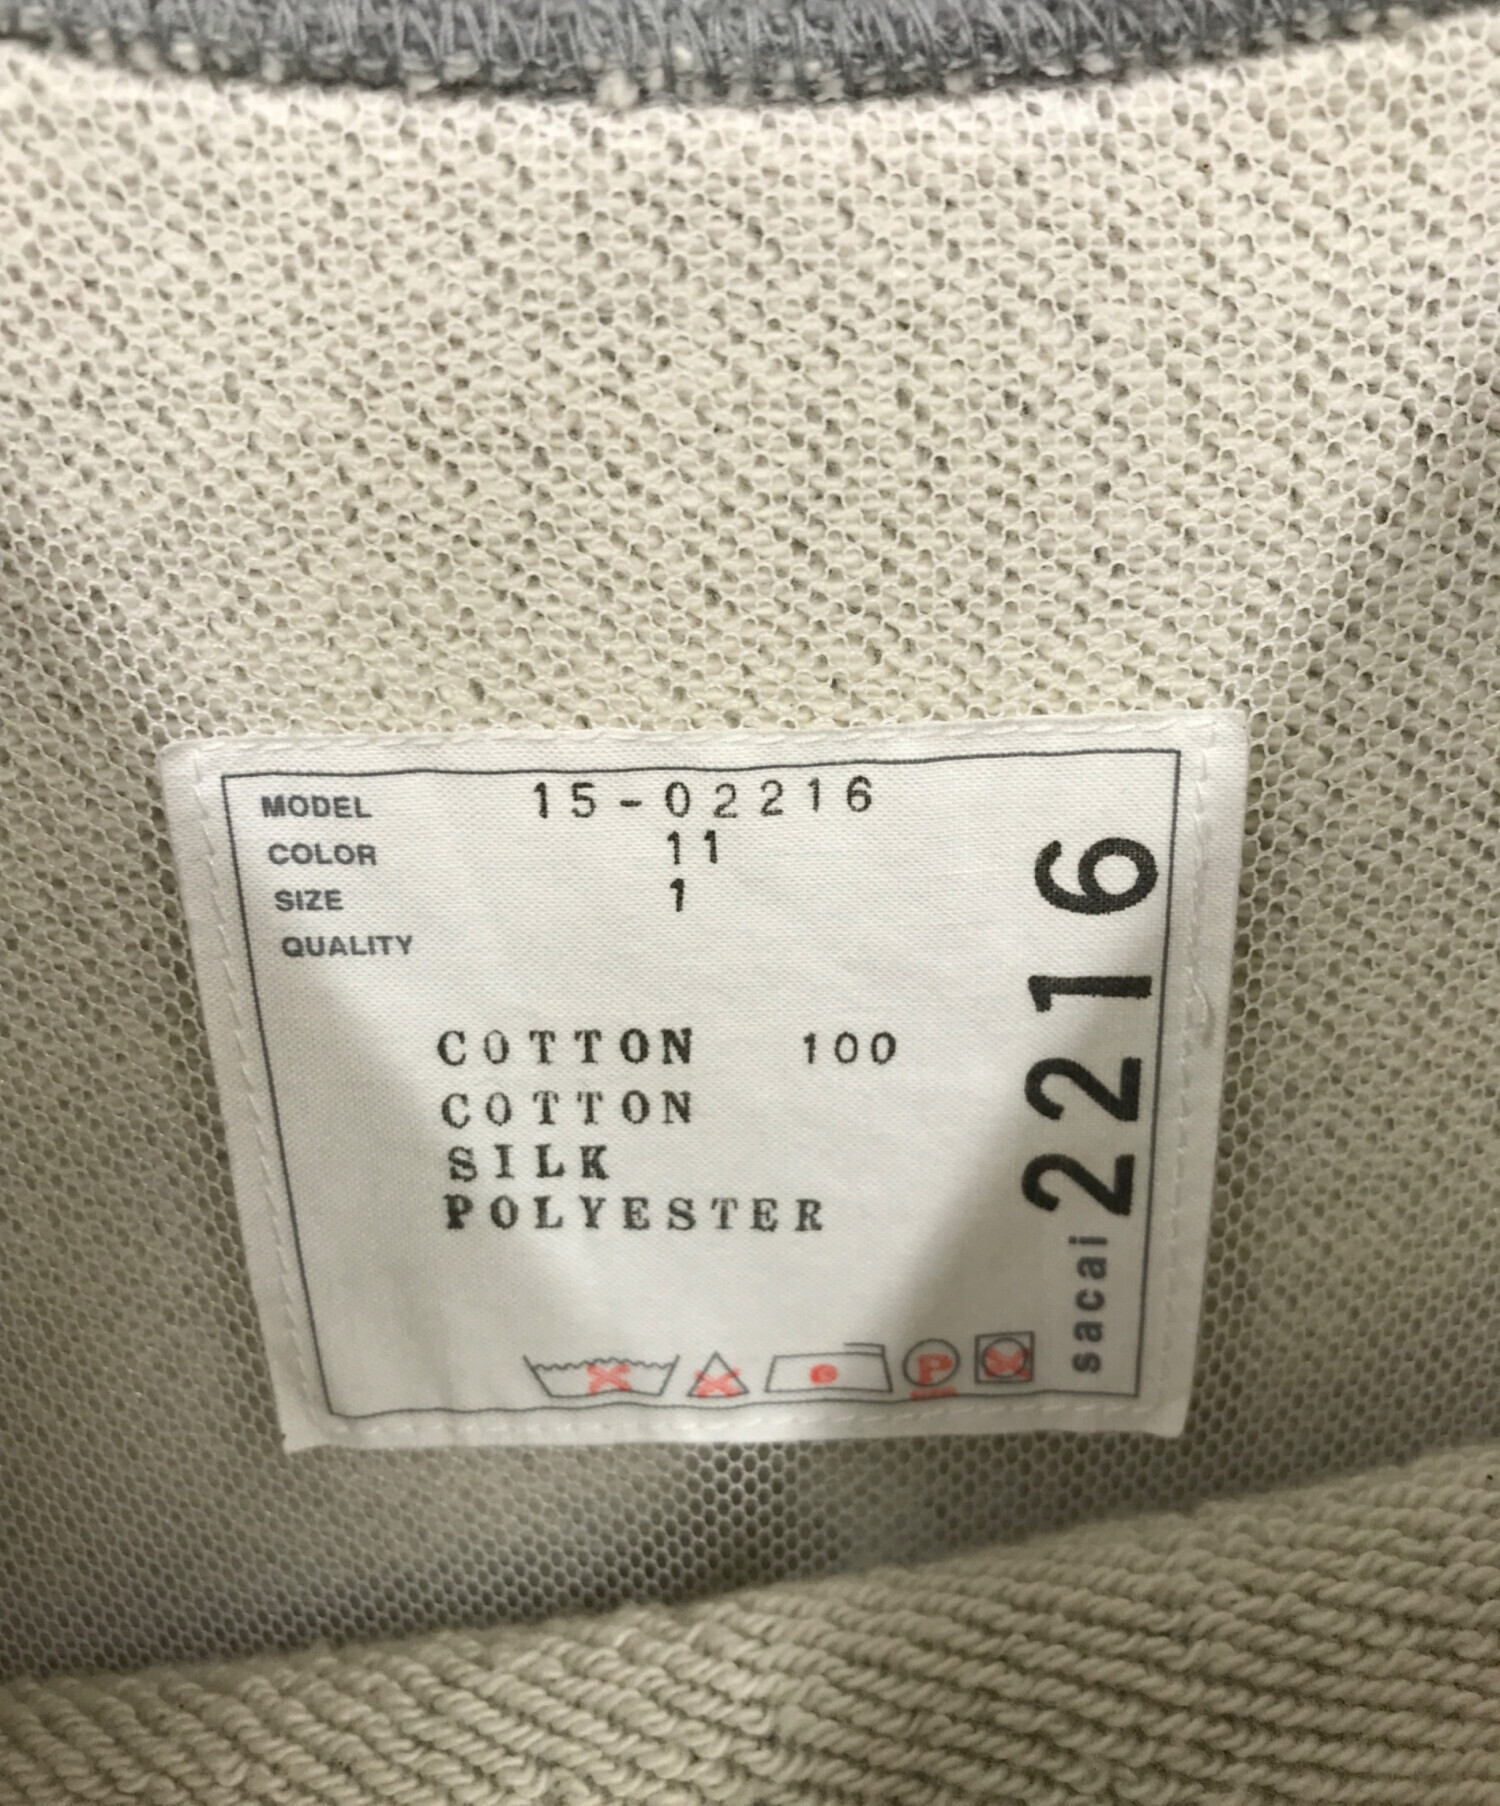 MODEL 15-02216
COLOR 11
SIZE 1
QUALITY
COTTON 100
COTTON
SILK
POLYESTER
P
sacai 2216